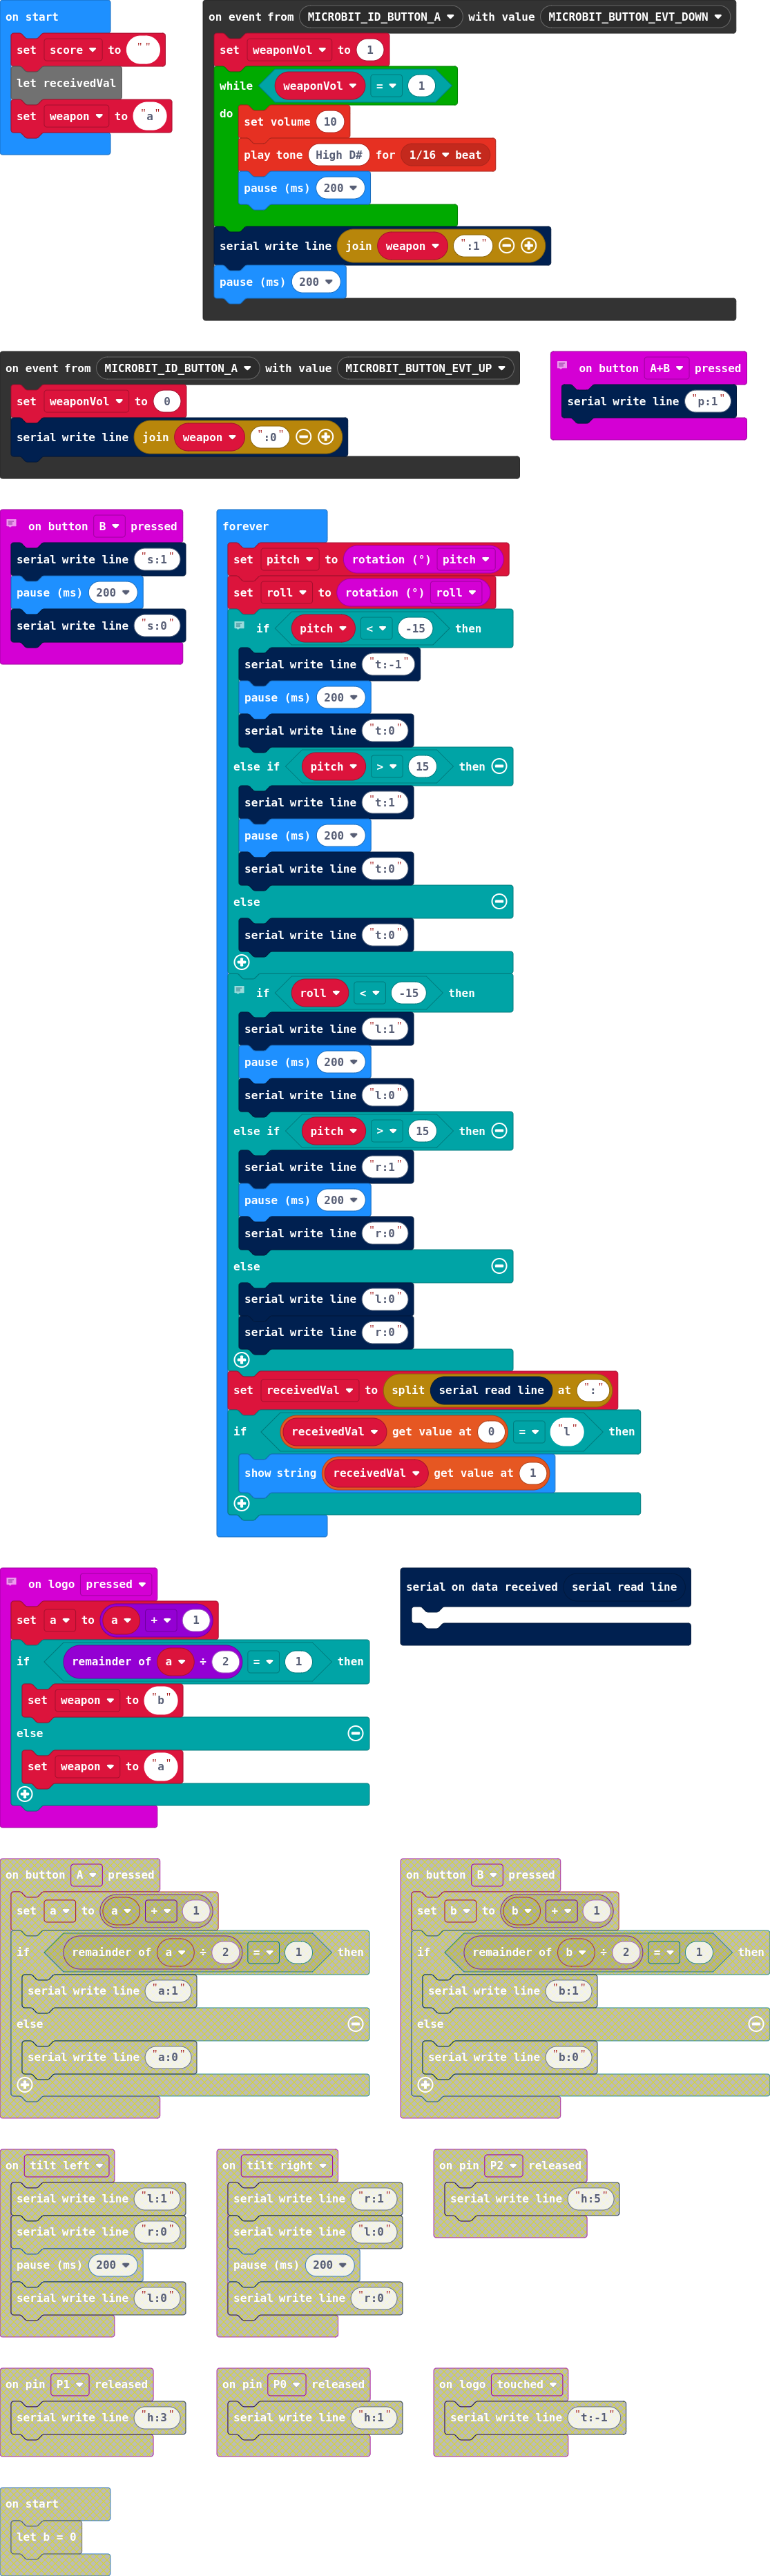 on start
set score to " "
let receivedVal
set weapon to "a"
on event from MICROBIT_ID_BUTTON_A with value MICROBIT_BUTTON_EVT_DOWN
set weaponVol to 1
while weaponVol = 1
do
set volume 10
play tone High D# for 1/16 beat
pause (ms) 200
serial write line join weapon ":1"
pause (ms) 200
on event from MICROBIT_ID_BUTTON_A with value MICROBIT_BUTTON_EVT_UP
set weaponVol to 0
serial write line join weapon ":0"
on button A+B pressed
serial write line "p:1"
on button B pressed
serial write line "s:1"
pause (ms) 200
serial write line "s:0"
forever
set pitch to rotation (°) pitch
set roll to rotation (°) roll
if pitch < -15 then
serial write line "t:-1"
pause (ms) 200
serial write line "t:0"
else if pitch > 15 then
serial write line "t:1"
pause (ms) 200
serial write line "t:0"
else
serial write line "t:0"
if roll < -15 then
serial write line "l:1"
pause (ms) 200
serial write line "l:0"
else if pitch > 15 then
serial write line "r:1"
pause (ms) 200
serial write line "r:0"
else
serial write line "l:0"
serial write line "r:0"
set receivedVal to split serial read line at ":"
if receivedVal get value at 0 = "l" then
show string receivedVal get value at 1
on logo pressed
set a to a + 1
if remainder of a ÷ 2 = 1 then
set weapon to "b"
else
set weapon to "a"
serial on data received serial read line
on button A pressed
set a to a + 1
if remainder of a ÷ 2 = 1 then
serial write line "a:1"
else
serial write line "a:0"
on button B pressed
set b to b + 1
if remainder of b ÷ 2 = 1 then
serial write line "b:1"
else
serial write line "b:0"
on tilt left
serial write line "l:1"
serial write line "r:0"
pause (ms) 200
serial write line "l:0"
on tilt right
serial write line "r:1"
serial write line "l:0"
pause (ms) 200
serial write line "r:0"
on pin P2 released
serial write line "h:5"
on pin P1 released
serial write line "h:3"
on pin P0 released
serial write line "h:1"
on logo touched
serial write line "t:-1"
on start
let b = 0